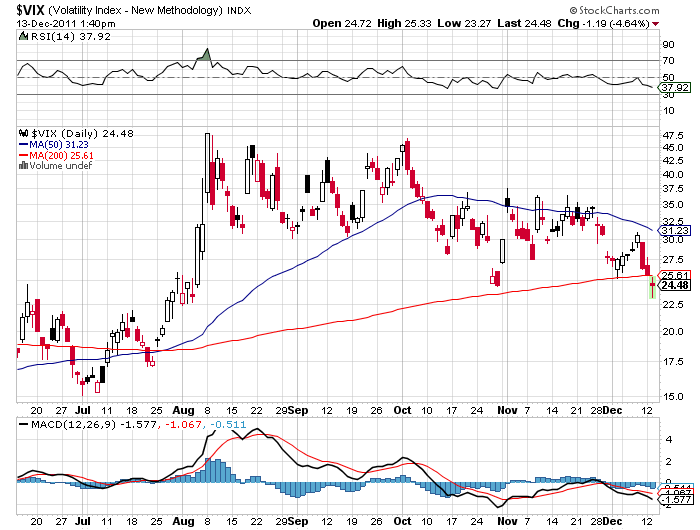 $VIX (Volatility Index - New Methodology) INDX © StockCharts.com
13-Dec-2011 1:40pm Open 24.72 High 25.33 Low 23.27 Last 24.48 Chg -1.19 (-4.64%)
RSI(14) 37.92
90
70
50
37.92
30
10
$VIX (Daily) 24.48
MA(50) 31.23
MA(200) 25.61
Volume undef
47.5
45.0
42.5
40.0
37.5
35.0
32.5
31.23
30.0
27.5
25.61
24.48
22.5
20.0
17.5
15.0
20 27 Jul 11 18 25 Aug 8 15 22 29 Sep 12 19 26 Oct 10 17 24 Nov 7 14 21 28 Dec 12
MACD(12,26,9) -1.577, -1.067, -0.511
4
2
0
-1.067
-1.577
20 27 Jul 11 18 25 Aug 8 15 22 29 Sep 12 19 26 Oct 10 17 24 Nov 7 14 21 28 Dec 12